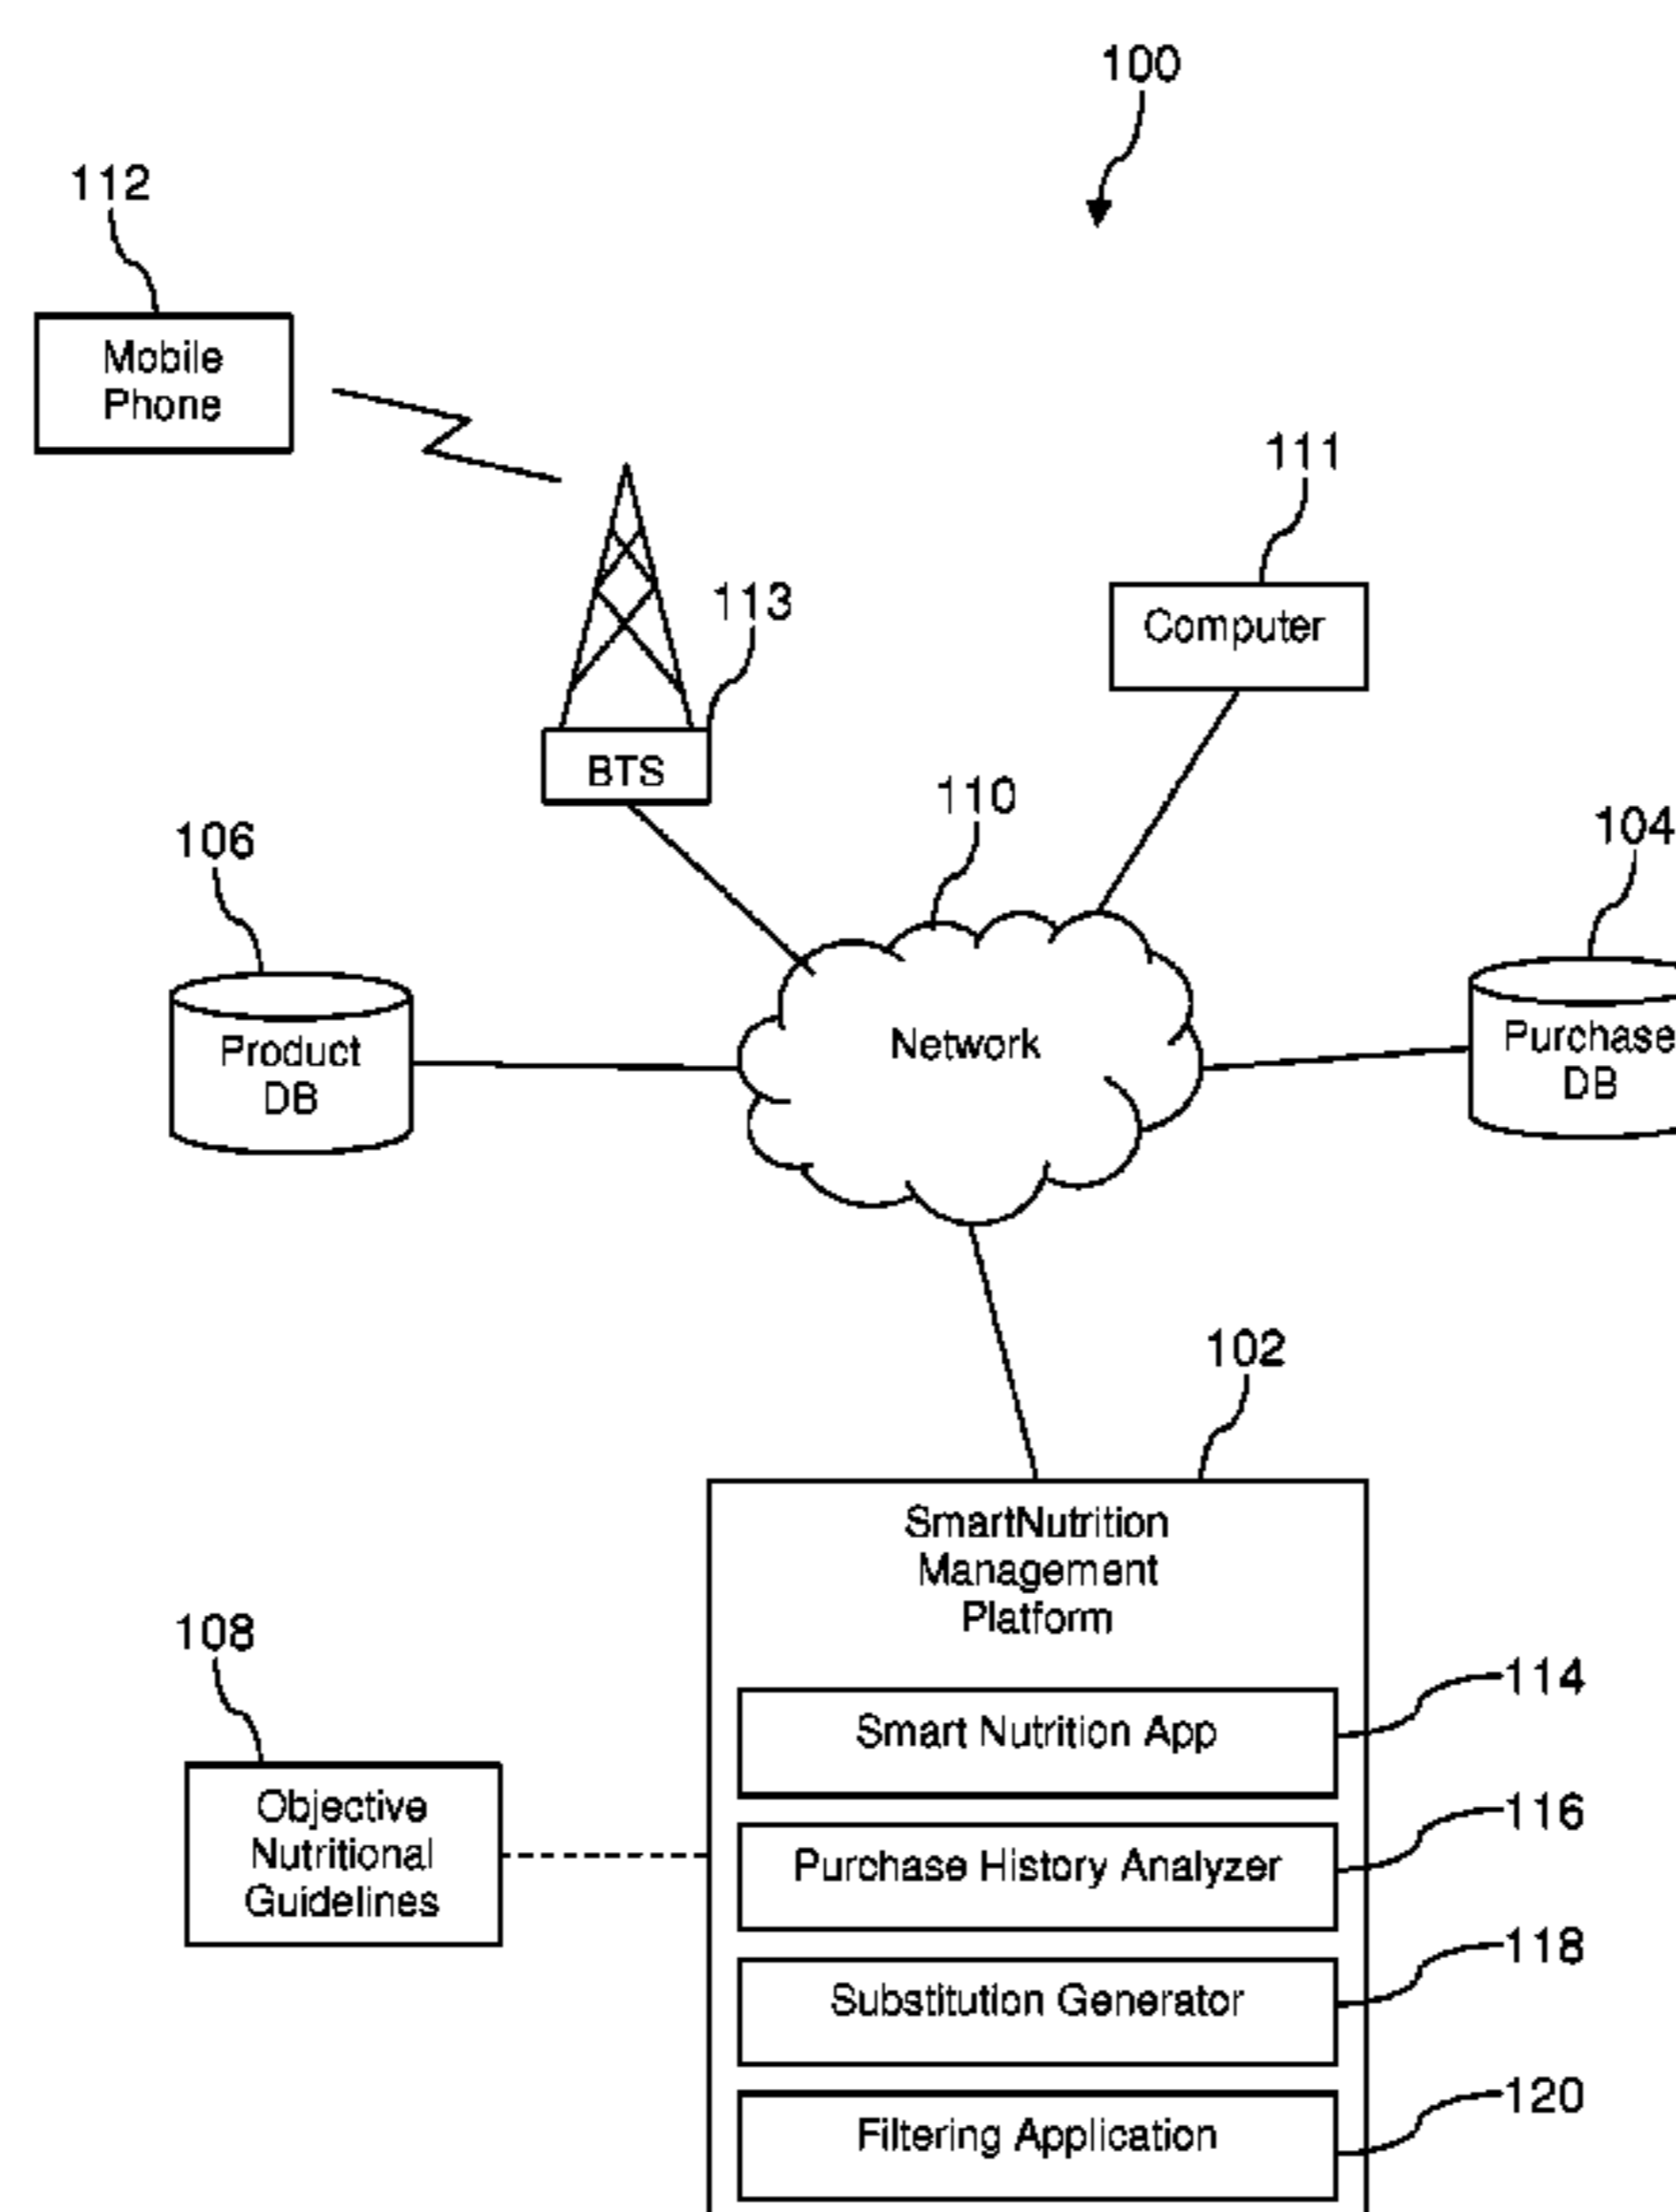 100
112
Mobile
Phone
111
Computer
113
BTS
110
104
106
Network
Product
DB
Purchase
DB
102
SmartNutrition
Management
Platform
108
114
Smart Nutrition App
Objective
Nutritional
Guidelines
116
Purchase History Analyzer
118
Substitution Generator
120
Filtering Application